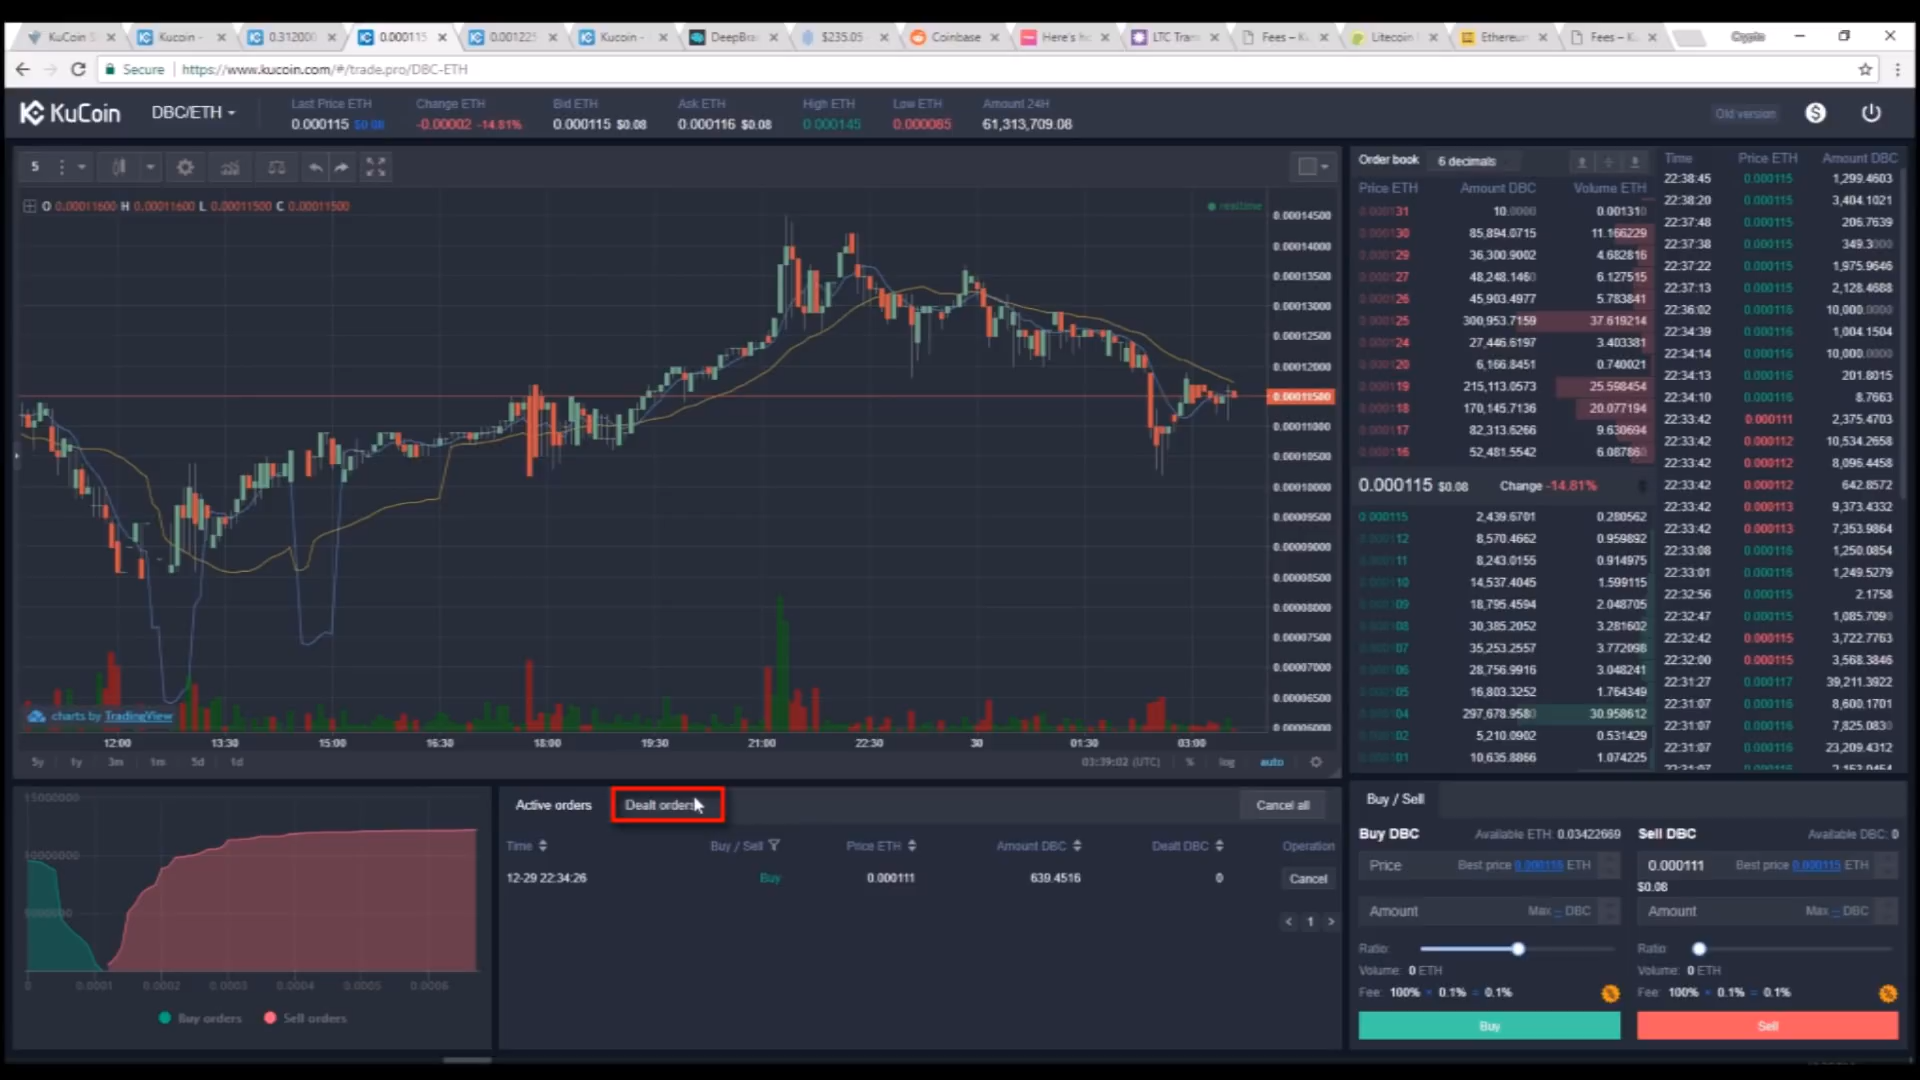 KuCoin S
Kucoin -
0.312000
0.000115
0.001225
Kucoin -
DeepBra
$235.05
Coinbase
Here's ho
LTC Tran
Fees – Ku
Litecoin
Ethereum
Fees – K
Crypto
Secure https://www.kucoin.com/#/trade.pro/DBC-ETH
KuCoin DBC/ETH
Last Price ETH Change ETH Bid ETH Ask ETH High ETH Low ETH Amount 24H
0.000115 $0.08 -0.00002 -14.81% 0.000115 $0.08 0.000116 $0.08 0.000145 0.000085 61,313,709.08
Old version
5
O 0.00011600 H 0.00011600 L 0.00011500 C 0.00011500
realtime
0.00014500
0.00014000
0.00013500
0.00013000
0.00012500
0.00012000
0.00011500
0.00011000
0.00010500
0.00010000
0.00009500
0.00009000
0.00008500
0.00008000
0.00007500
0.00007000
0.00006500
0.00006000
charts by TradingView
12:00 13:30 15:00 16:30 18:00 19:30 21:00 22:30 30 01:30 03:00
5y 1y 3m 1m 5d 1d 03:39:02 (UTC) % log auto
Order book 6 decimals
Price ETH Amount DBC Volume ETH
0.000131 10.0000 0.001310
0.000130 85,894.0715 11.166229
0.000129 36,300.9002 4.682816
0.000127 48,248.1460 6.127515
0.000126 45,903.4977 5.783841
0.000125 300,953.7159 37.619214
0.000124 27,446.6197 3.403381
0.000120 6,166.8451 0.740021
0.000119 215,113.0573 25.598454
0.000118 170,145.7136 20.077194
0.000117 82,313.6266 9.630694
0.000116 52,481.5542 6.087860
0.000115 $0.08 Change -14.81%
0.000115 2,439.6701 0.280562
0.000112 8,570.4662 0.959892
0.000111 8,243.0155 0.914975
0.000110 14,537.4045 1.599115
0.000109 18,795.4594 2.048705
0.000108 30,385.2052 3.281602
0.000107 35,253.2557 3.772098
0.000106 28,756.9916 3.048241
0.000105 16,803.3252 1.764349
0.000104 297,678.9580 30.958612
0.000102 5,210.0902 0.531429
0.000101 10,635.8866 1.074225
Time Price ETH Amount DBC
22:38:45 0.000115 1,299.4603
22:38:20 0.000115 3,404.1021
22:37:48 0.000115 206.7639
22:37:38 0.000115 349.3000
22:37:22 0.000115 1,975.9646
22:37:13 0.000115 2,128.4688
22:36:02 0.000116 10,000.0000
22:34:39 0.000116 1,004.1504
22:34:14 0.000116 10,000.0000
22:34:13 0.000116 201.8015
22:34:10 0.000116 8.7663
22:33:42 0.000111 2,375.4703
22:33:42 0.000112 10,534.2658
22:33:42 0.000112 8,096.4458
22:33:42 0.000112 642.8572
22:33:42 0.000113 9,373.4332
22:33:42 0.000113 7,353.9864
22:33:08 0.000116 1,250.0854
22:33:01 0.000116 1,249.5279
22:32:56 0.000115 2.1758
22:32:47 0.000115 1,085.7090
22:32:42 0.000115 3,722.7763
22:32:00 0.000115 3,568.3846
22:31:27 0.000117 39,211.3922
22:31:07 0.000116 8,600.1701
22:31:07 0.000116 7,825.0830
22:31:07 0.000116 23,209.4312
22:31:07 0.000116 2,153.9454
15000000
10000000
5000000
0 0.0001 0.0002 0.0003 0.0004 0.0005 0.0006
Buy orders Sell orders
Active orders Dealt orders Cancel all
Time Buy / Sell Price ETH Amount DBC Dealt DBC Operation
12-29 22:34:26 Buy 0.000111 639.4516 0 Cancel
< 1 >
Buy / Sell
Buy DBC Available ETH: 0.03422669
Price Best price 0.000115 ETH
Amount Max – DBC
Ratio:
Volume: 0 ETH
Fee: 100% × 0.1% = 0.1%
Buy
Sell DBC Available DBC: 0
0.000111 Best price 0.000115 ETH
$0.08
Amount Max – DBC
Ratio:
Volume: 0 ETH
Fee: 100% × 0.1% = 0.1%
Sell